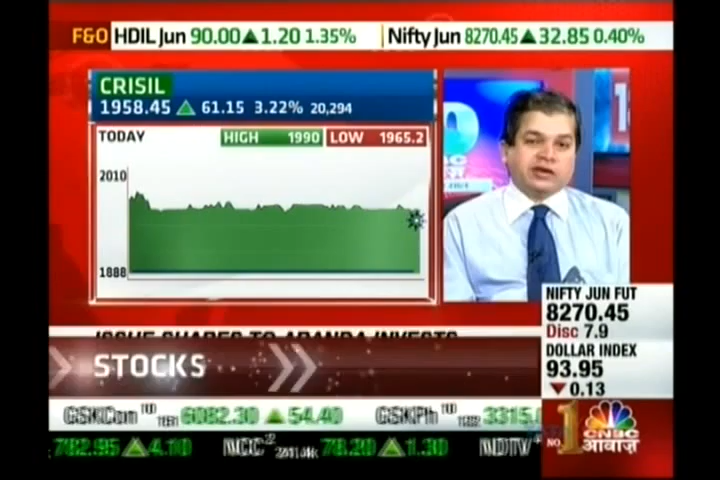 F&O HDIL Jun 90.00 ▲ 1.20 1.35% Nifty Jun 8270.45 ▲ 32.85 0.40%
CRISIL
1958.45 ▲ 61.15 3.22% 20,294
TODAY HIGH 1990 LOW 1965.2
2010
1888
NIFTY JUN FUT
8270.45
Disc 7.9
DOLLAR INDEX
93.95
▼ 0.13
STOCKS
GSKCon 6082.30 ▲ 54.40 GSKPh 3315
782.95 ▲ 4.10 NCC 78.20 ▲ 1.30 NDTV
NO. 1 CNBC
आवाज़